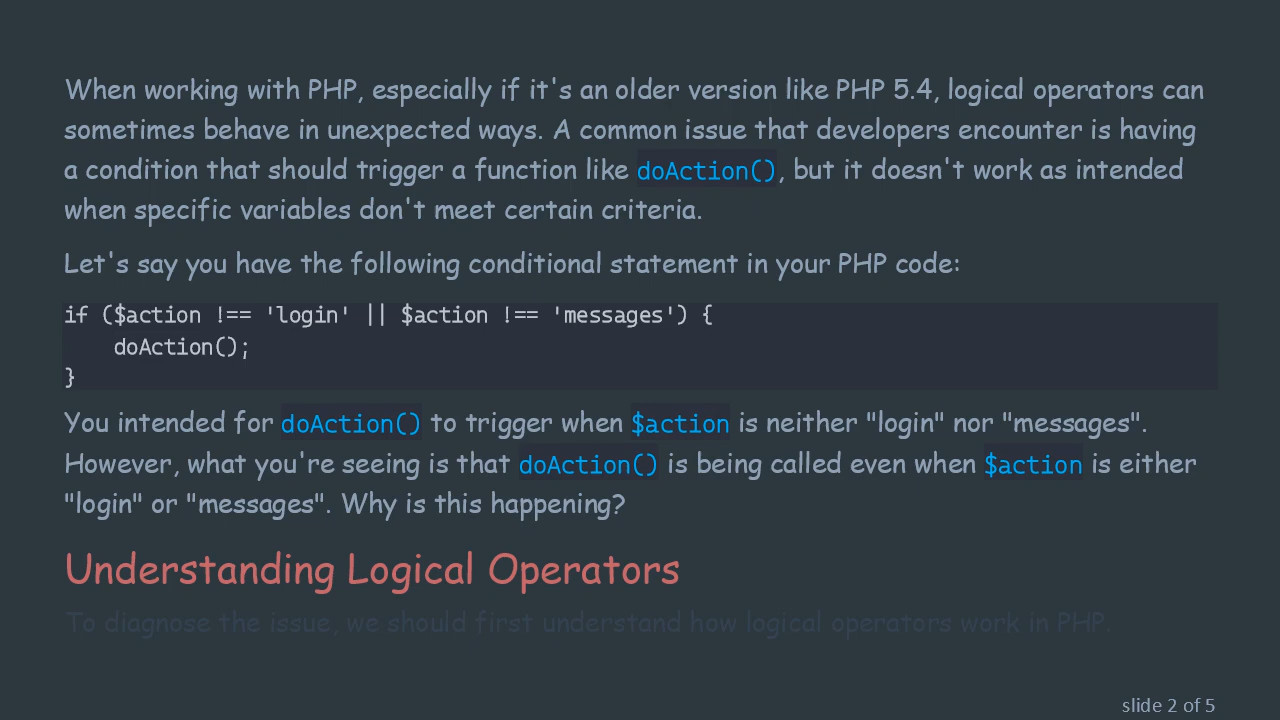 When working with PHP, especially if it's an older version like PHP 5.4, logical operators can
sometimes behave in unexpected ways. A common issue that developers encounter is having
a condition that should trigger a function like doAction(), but it doesn't work as intended
when specific variables don't meet certain criteria.
Let's say you have the following conditional statement in your PHP code:
if ($action !== 'login' || $action !== 'messages') {
    doAction();
}
You intended for doAction() to trigger when $action is neither "login" nor "messages".
However, what you're seeing is that doAction() is being called even when $action is either
"login" or "messages". Why is this happening?
Understanding Logical Operators
To diagnose the issue, we should first understand how logical operators work in PHP.
slide 2 of 5